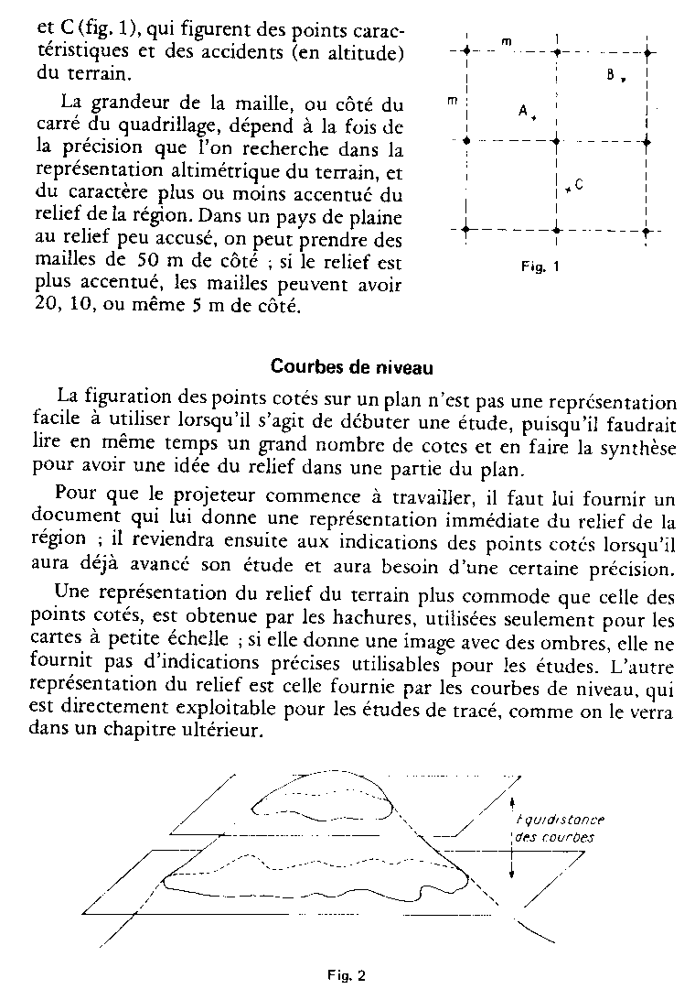 et C (fig. 1), qui figurent des points carac-
téristiques et des accidents (en altitude)
du terrain.
La grandeur de la maille, ou côté du
carré du quadrillage, dépend à la fois de
la précision que l'on recherche dans la
représentation altimétrique du terrain, et
du caractère plus ou moins accentué du
relief de la région. Dans un pays de plaine
au relief peu accusé, on peut prendre des
mailles de 50 m de côté ; si le relief est
plus accentué, les mailles peuvent avoir
20, 10, ou même 5 m de côté.
m
B
m
A
C
Fig. 1
Courbes de niveau
La figuration des points cotés sur un plan n'est pas une représentation
facile à utiliser lorsqu'il s'agit de débuter une étude, puisqu'il faudrait
lire en même temps un grand nombre de cotes et en faire la synthèse
pour avoir une idée du relief dans une partie du plan.
Pour que le projeteur commence à travailler, il faut lui fournir un
document qui lui donne une représentation immédiate du relief de la
région ; il reviendra ensuite aux indications des points cotés lorsqu'il
aura déjà avancé son étude et aura besoin d'une certaine précision.
Une représentation du relief du terrain plus commode que celle des
points cotés, est obtenue par les hachures, utilisées seulement pour les
cartes à petite échelle ; si elle donne une image avec des ombres, elle ne
fournit pas d'indications précises utilisables pour les études. L'autre
représentation du relief est celle fournie par les courbes de niveau, qui
est directement exploitable pour les études de tracé, comme on le verra
dans un chapitre ultérieur.
Equidistance
des courbes
Fig. 2